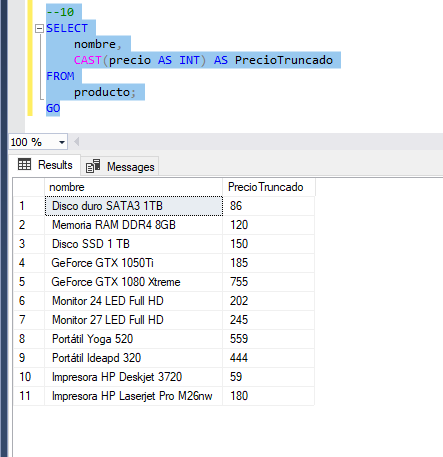 --10
SELECT
nombre,
CAST(precio AS INT) AS PrecioTruncado
FROM
producto;
GO
100 %
Results Messages
nombre PrecioTruncado
1 Disco duro SATA3 1TB 86
2 Memoria RAM DDR4 8GB 120
3 Disco SSD 1 TB 150
4 GeForce GTX 1050Ti 185
5 GeForce GTX 1080 Xtreme 755
6 Monitor 24 LED Full HD 202
7 Monitor 27 LED Full HD 245
8 Portátil Yoga 520 559
9 Portátil Ideapd 320 444
10 Impresora HP Deskjet 3720 59
11 Impresora HP Laserjet Pro M26nw 180